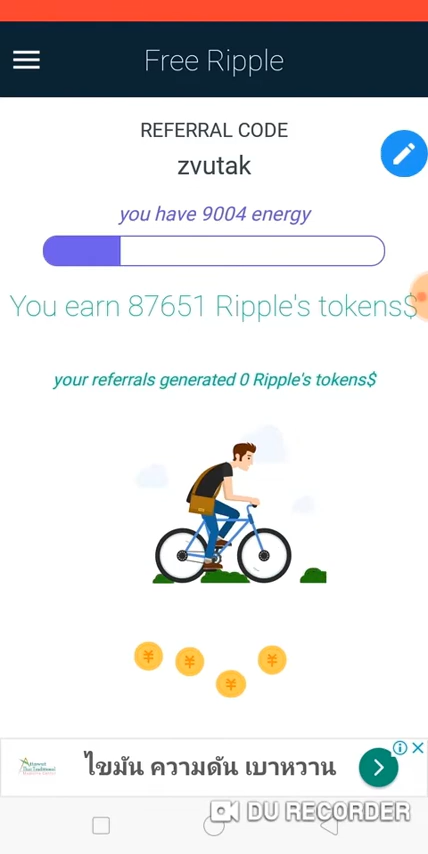 Free Ripple
REFERRAL CODE
zvutak
you have 9004 energy
You earn 87651 Ripple's tokens$
your referrals generated 0 Ripple's tokens$
¥ ¥ ¥ ¥
ไขมัน ความดัน เบาหวาน
DU RECORDER